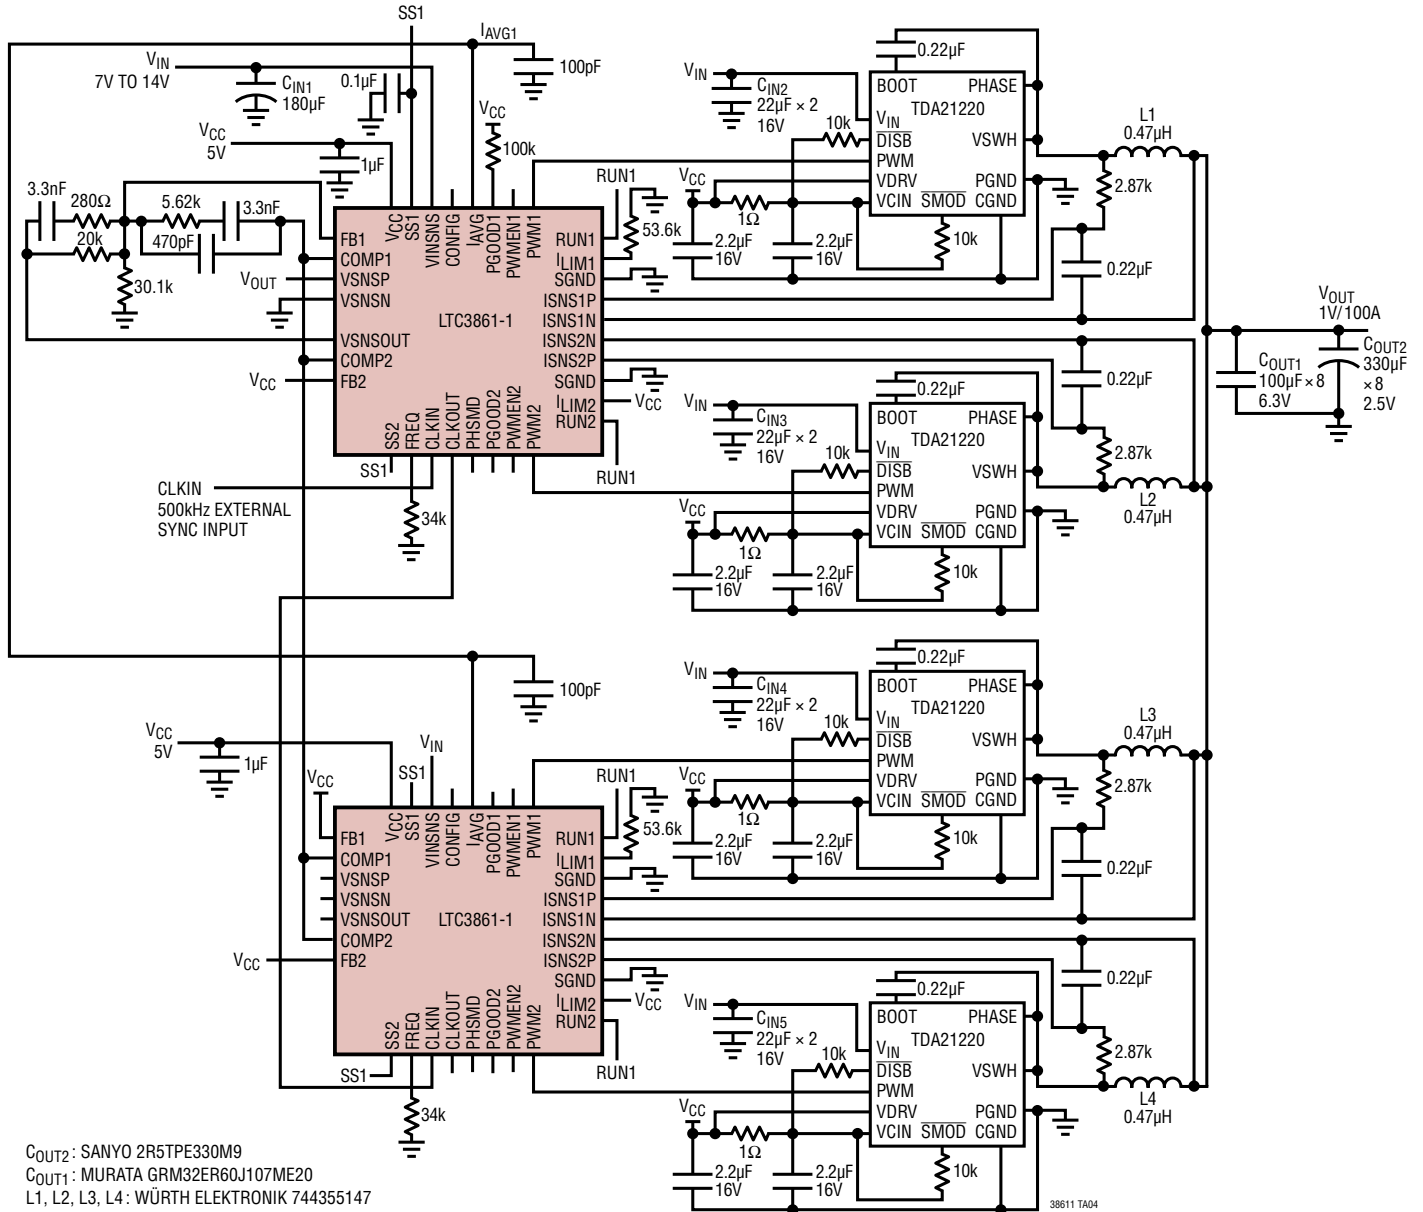 SS1
IAVG1
VIN
7V TO 14V
CIN1
180µF
0.1µF
100pF
VCC
5V
1µF
VCC
100k
3.3nF
280Ω
5.62k
3.3nF
20k
470pF
30.1k
VOUT
VCC
FB1
COMP1
VSNSP
VSNSN
VSNSOUT
COMP2
FB2
VCC
SS1
VINSNS
CONFIG
IAVG
PGOOD1
PWMEN1
PWM1
LTC3861-1
RUN1
ILIM1
SGND
ISNS1P
ISNS1N
ISNS2N
ISNS2P
SGND
ILIM2
RUN2
SS2
FREQ
CLKIN
CLKOUT
PHSMD
PGOOD2
PWMEN2
PWM2
RUN1
53.6k
VCC
RUN1
SS1
CLKIN
500kHz EXTERNAL
SYNC INPUT
34k
VIN
CIN2
22µF × 2
16V
0.22µF
BOOT
PHASE
TDA21220
VIN
DISB
VSWH
PWM
VDRV
PGND
VCIN
SMOD
CGND
10k
VCC
1Ω
2.2µF
16V
2.2µF
16V
10k
L1
0.47µH
2.87k
0.22µF
VOUT
1V/100A
COUT1
100µF × 8
6.3V
COUT2
330µF
× 8
2.5V
VIN
CIN3
22µF × 2
16V
0.22µF
BOOT
PHASE
TDA21220
VIN
DISB
VSWH
PWM
VDRV
PGND
VCIN
SMOD
CGND
10k
VCC
1Ω
2.2µF
16V
2.2µF
16V
10k
0.22µF
2.87k
L2
0.47µH
100pF
VCC
5V
1µF
VCC
SS1
VIN
FB1
COMP1
VSNSP
VSNSN
VSNSOUT
COMP2
FB2
VCC
VCC
SS1
VINSNS
CONFIG
IAVG
PGOOD1
PWMEN1
PWM1
LTC3861-1
RUN1
ILIM1
SGND
ISNS1P
ISNS1N
ISNS2N
ISNS2P
SGND
ILIM2
RUN2
SS2
FREQ
CLKIN
CLKOUT
PHSMD
PGOOD2
PWMEN2
PWM2
RUN1
53.6k
VCC
RUN1
SS1
34k
VIN
CIN4
22µF × 2
16V
0.22µF
BOOT
PHASE
TDA21220
VIN
DISB
VSWH
PWM
VDRV
PGND
VCIN
SMOD
CGND
10k
VCC
1Ω
2.2µF
16V
2.2µF
16V
10k
L3
0.47µH
2.87k
0.22µF
VIN
CIN5
22µF × 2
16V
0.22µF
BOOT
PHASE
TDA21220
VIN
DISB
VSWH
PWM
VDRV
PGND
VCIN
SMOD
CGND
10k
VCC
1Ω
2.2µF
16V
2.2µF
16V
10k
0.22µF
2.87k
L4
0.47µH
COUT2: SANYO 2R5TPE330M9
COUT1: MURATA GRM32ER60J107ME20
L1, L2, L3, L4: WÜRTH ELEKTRONIK 744355147
38611 TA04